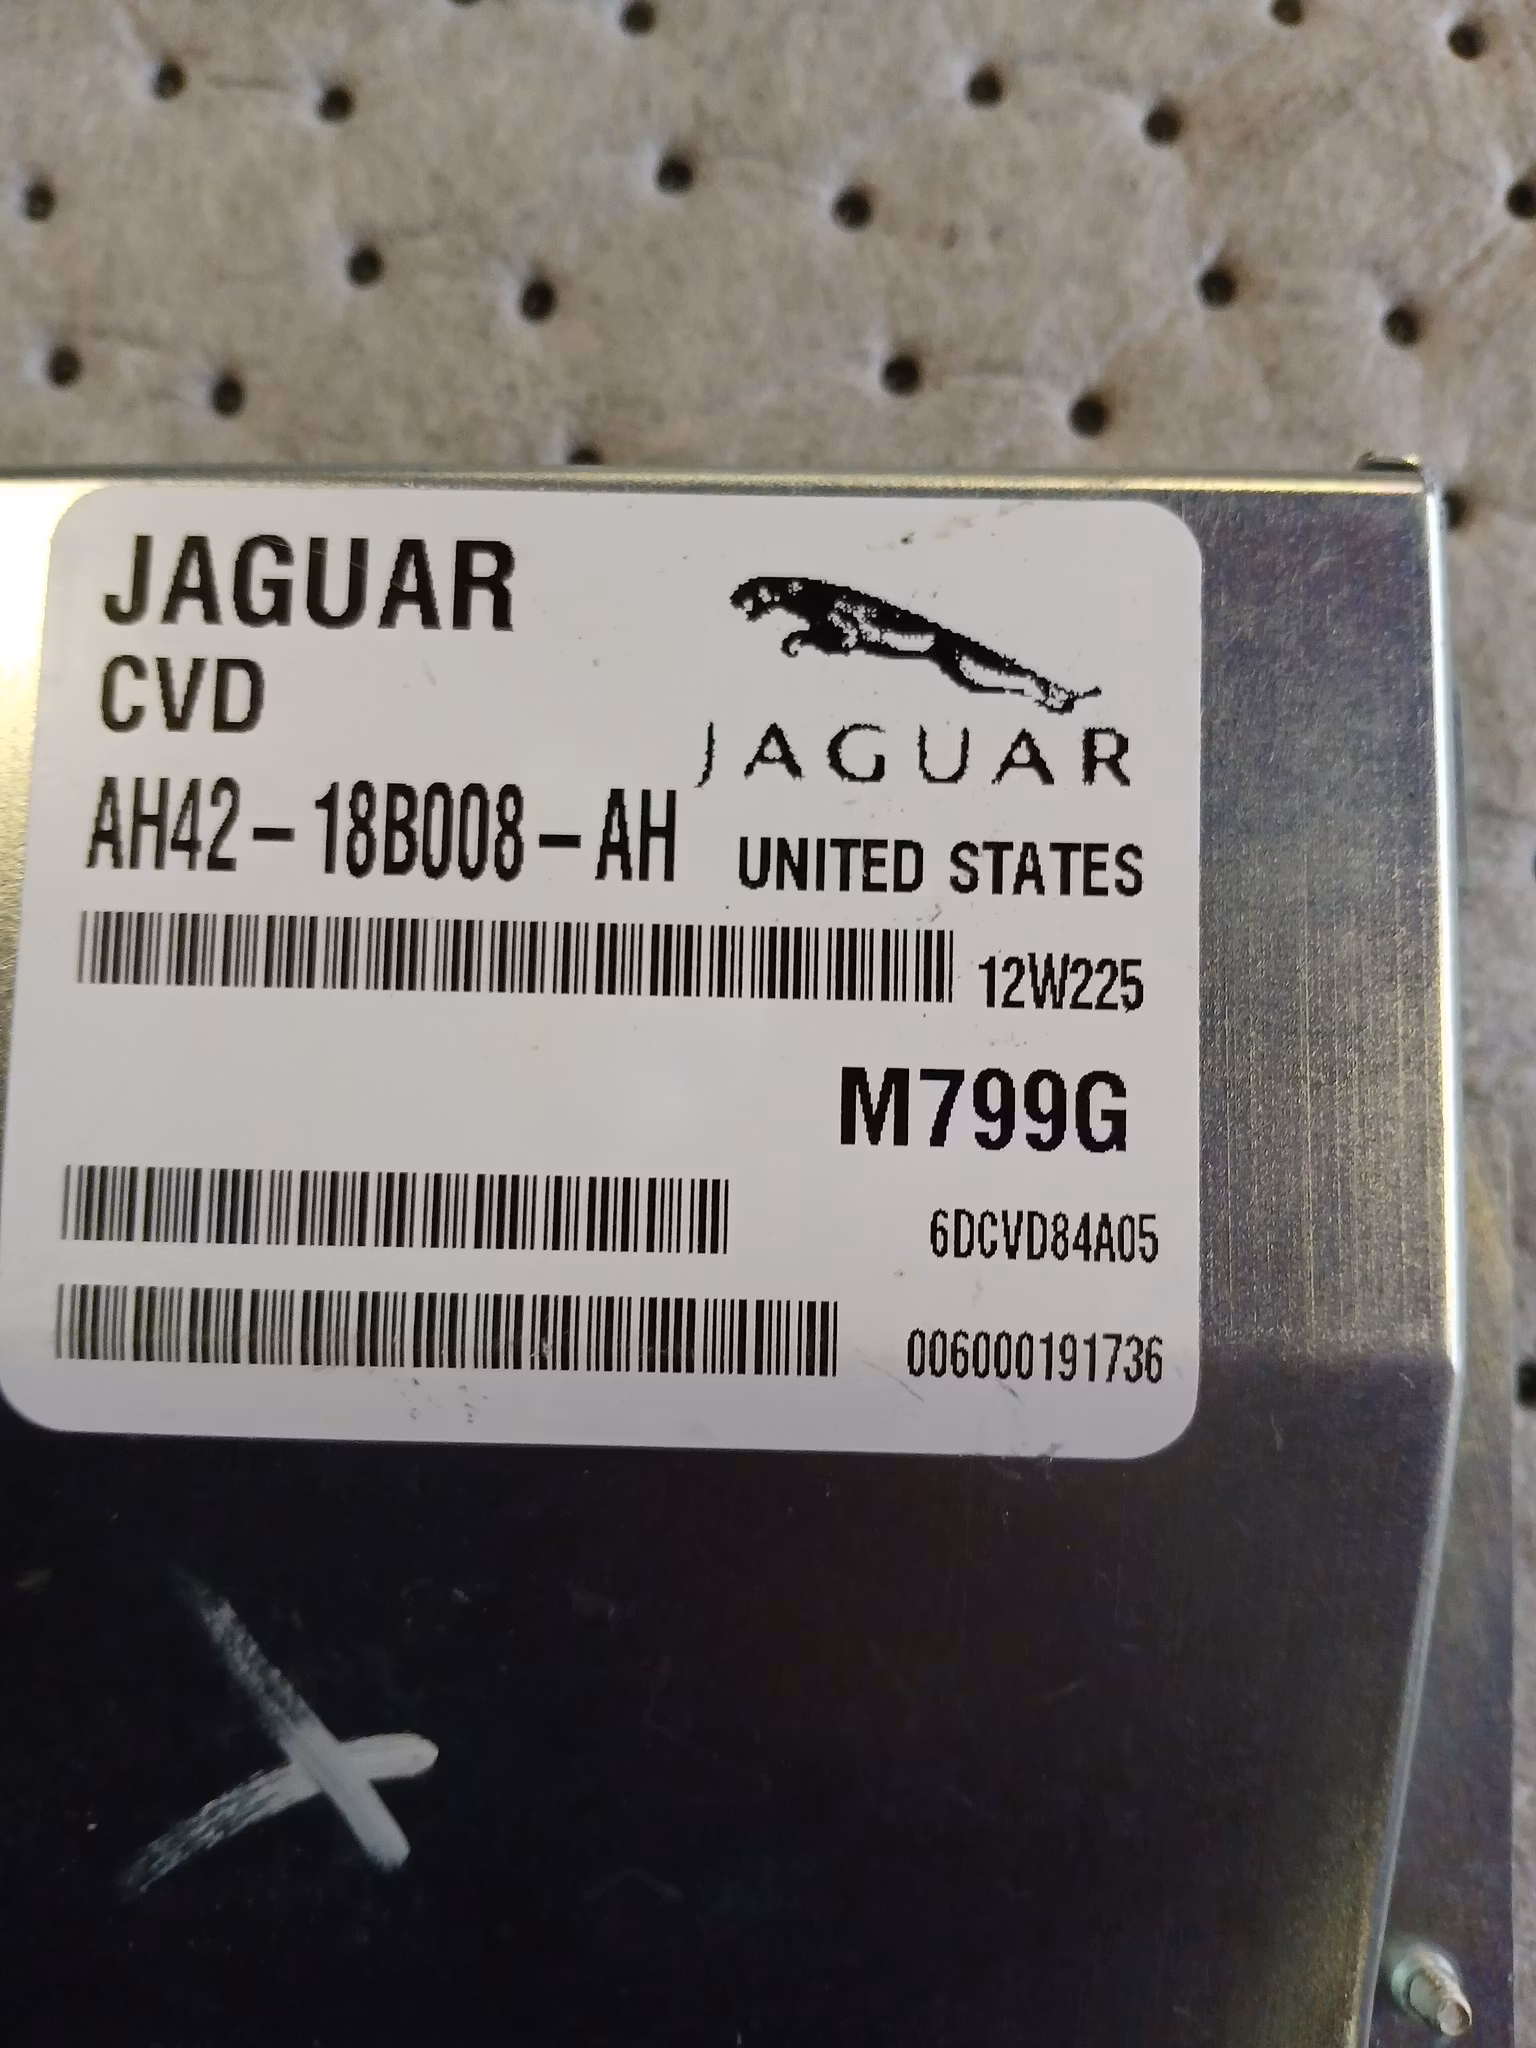 JAGUAR
CVD
JAGUAR
AH42-18B008-AH
UNITED STATES
12W225
M799G
6DCVD84A05
006000191736